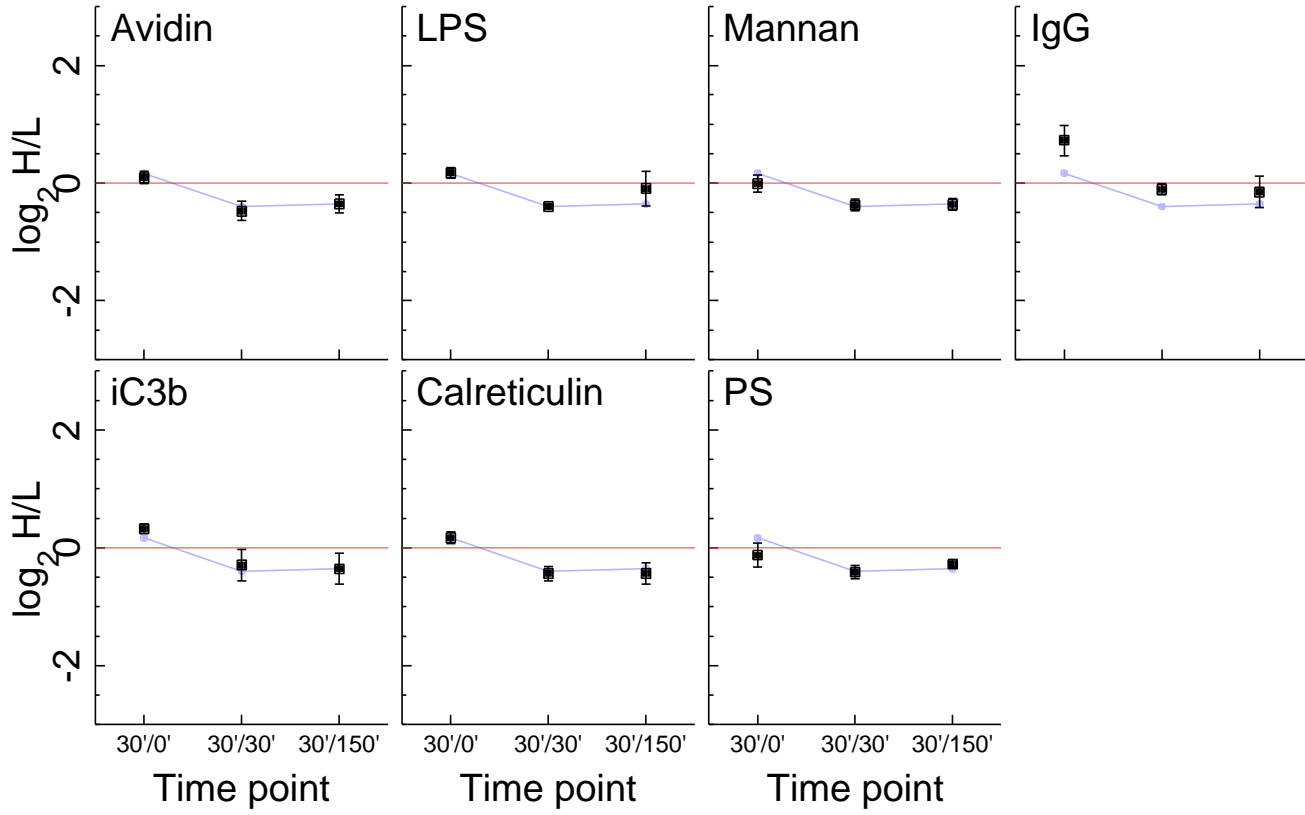 Avidin
LPS
Mannan
IgG
log2 H/L
2
0
-2
iC3b
Calreticulin
PS
log2 H/L
2
0
-2
30'/0' 30'/30' 30'/150'
30'/0' 30'/30' 30'/150'
30'/0' 30'/30' 30'/150'
Time point
Time point
Time point